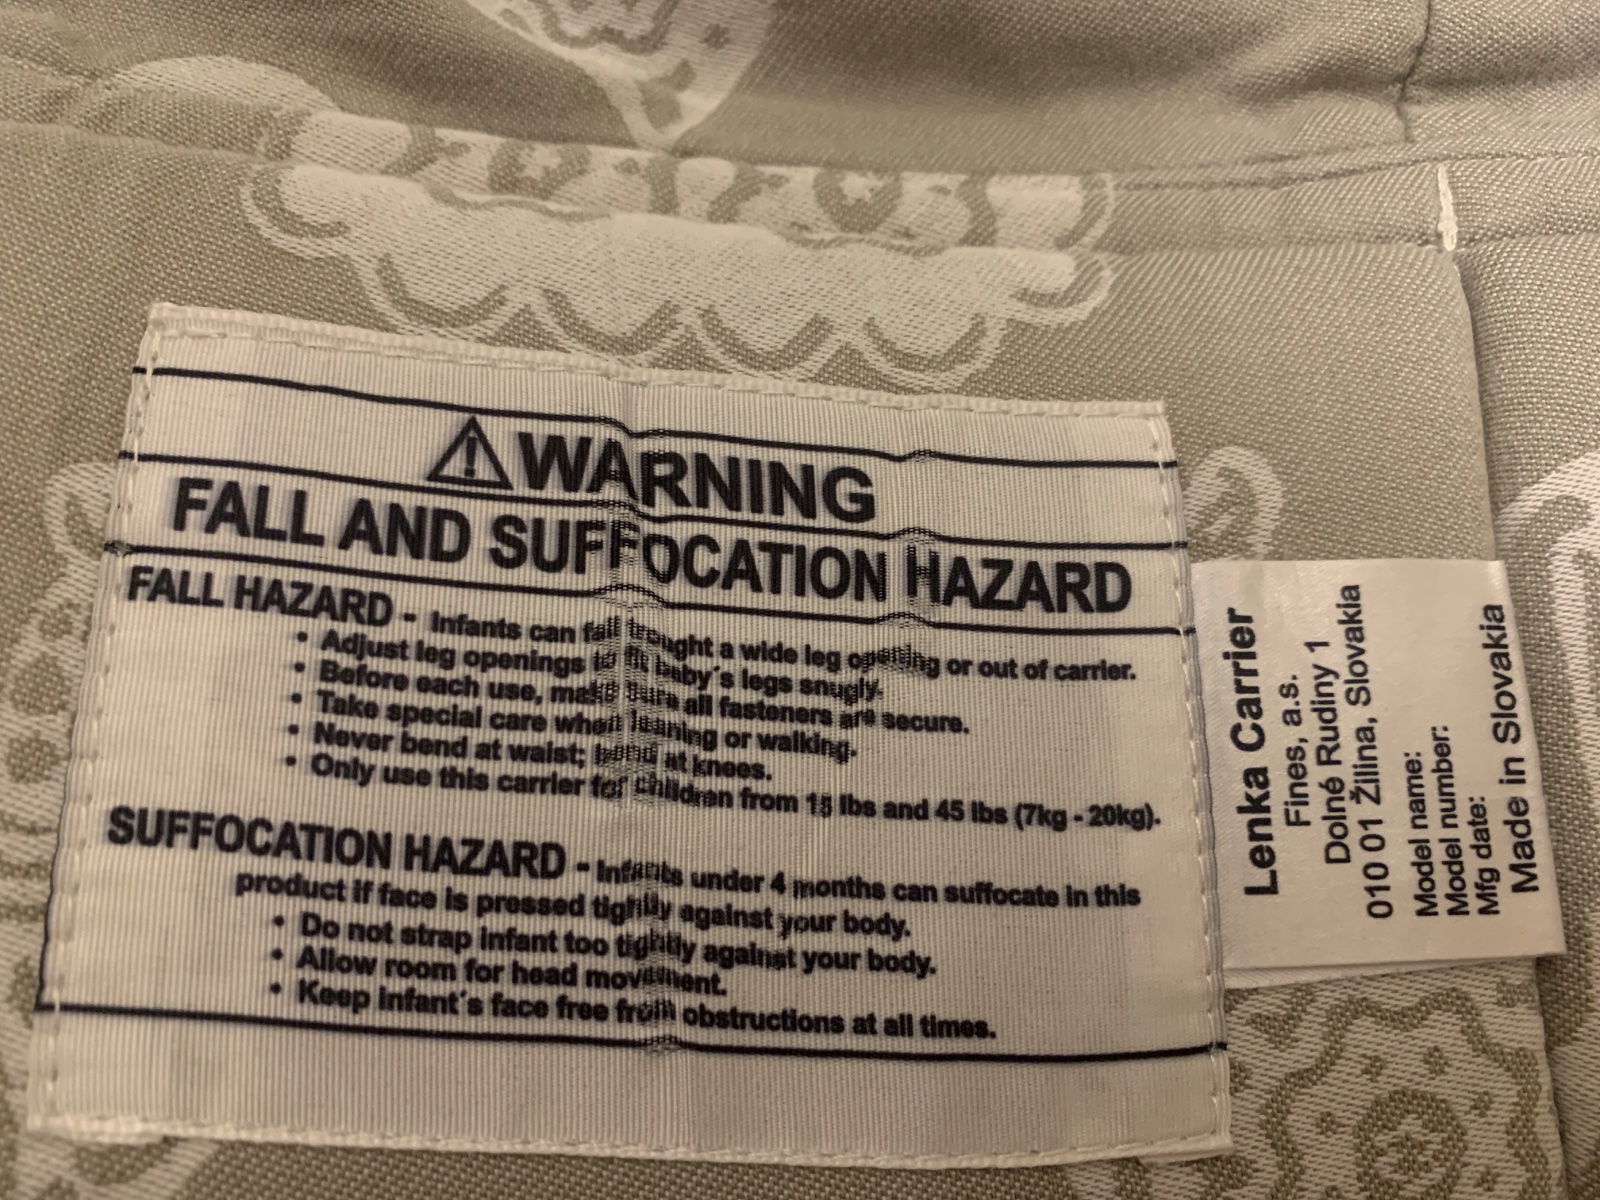 ⚠ WARNING
FALL AND SUFFOCATION HAZARD
FALL HAZARD - Infants can fall trought a wide leg opening or out of carrier.
• Adjust leg openings to fit baby´s legs snugly.
• Before each use, make sure all fasteners are secure.
• Take special care when leaning or walking.
• Never bend at waist; bend at knees.
• Only use this carrier for children from 15 lbs and 45 lbs (7kg - 20kg).
SUFFOCATION HAZARD - Infants under 4 months can suffocate in this
product if face is pressed tightly against your body.
• Do not strap infant too tightly against your body.
• Allow room for head movement.
• Keep infant´s face free from obstructions at all times.
Lenka Carrier
Fines, a.s.
Dolné Rudiny 1
010 01 Žilina, Slovakia
Model name:
Model number:
Mfg date:
Made in Slovakia